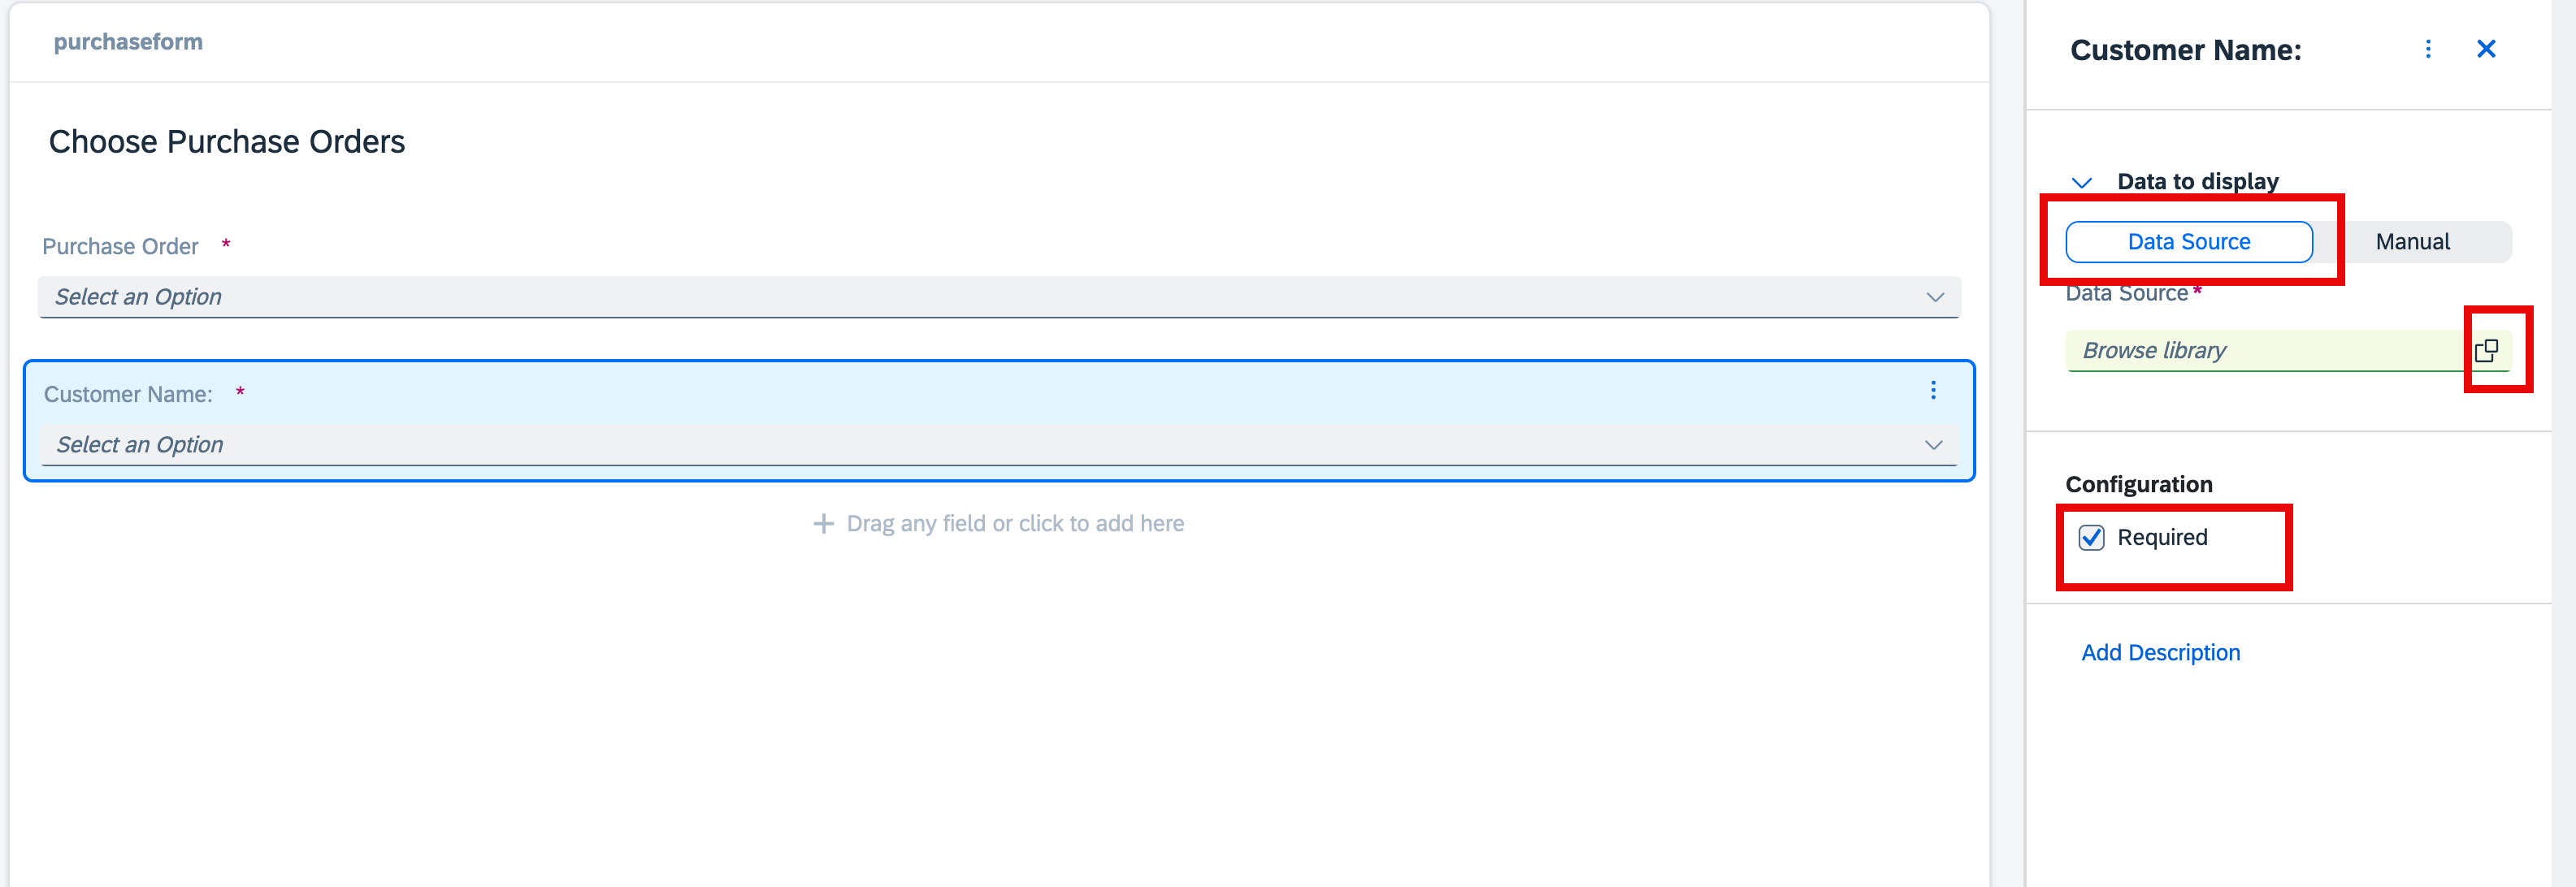 purchaseform
Choose Purchase Orders
Purchase Order *
Select an Option
Customer Name: *
Select an Option
Drag any field or click to add here
Customer Name:
Data to display
Data Source Manual
Data Source*
Browse library
Configuration
Required
Add Description